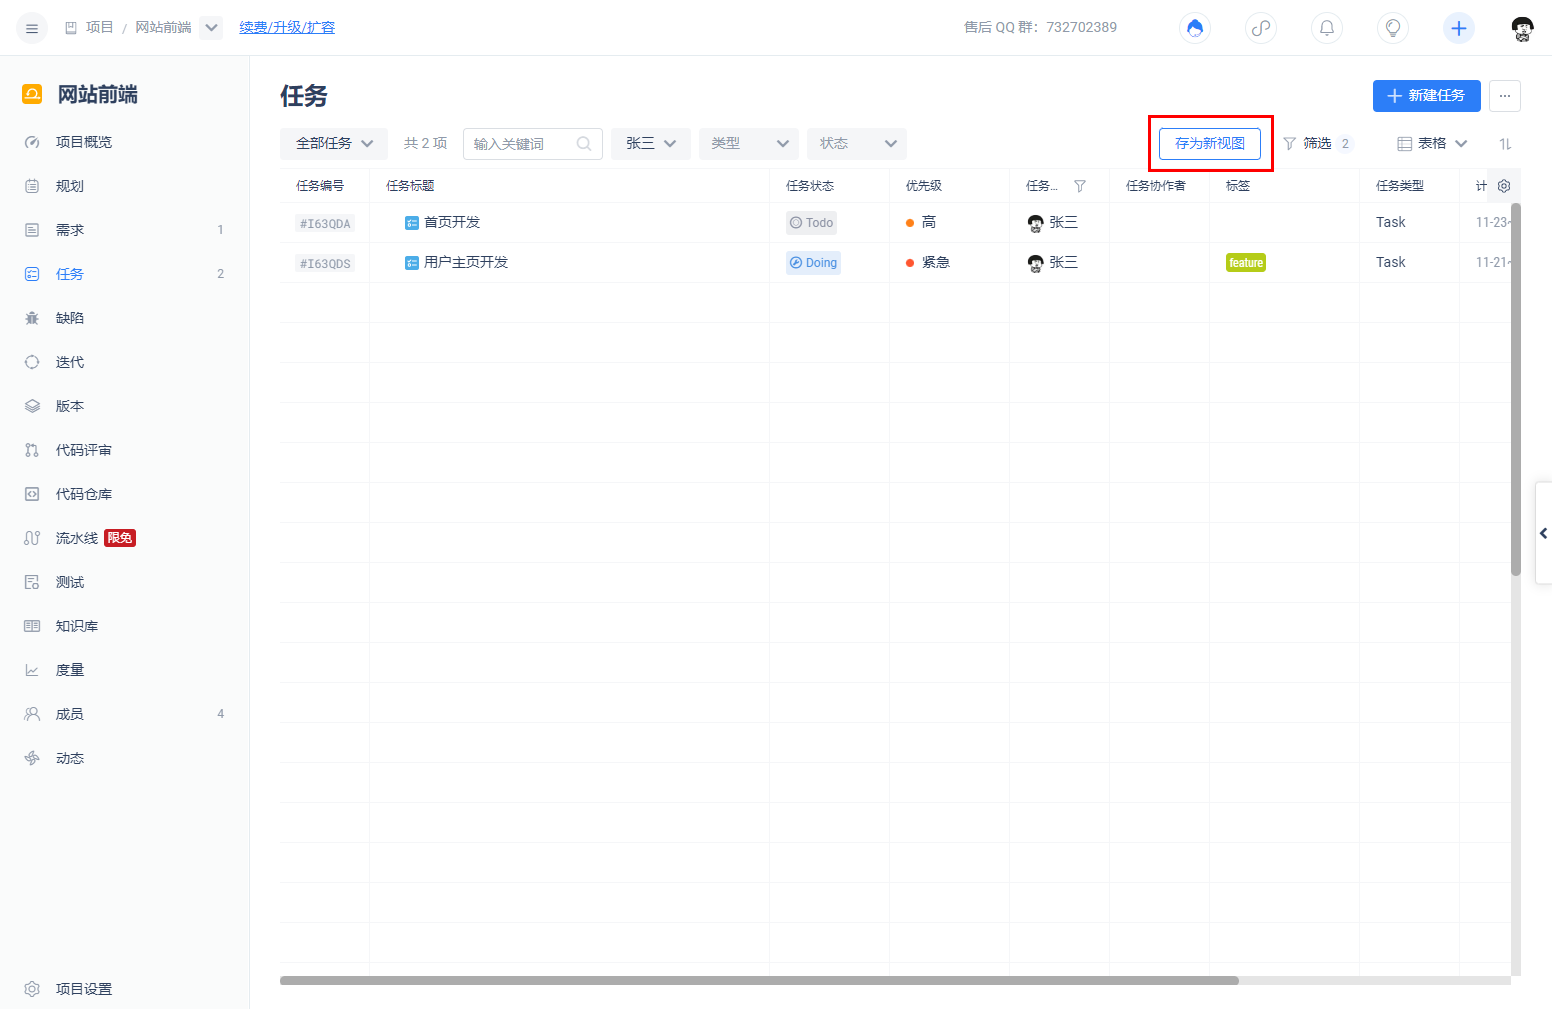 项目 / 网站前端 续费/升级/扩容 售后 QQ 群：732702389
网站前端
项目概览
规划
需求 1
任务 2
缺陷
迭代
版本
代码评审
代码仓库
流水线 限免
测试
知识库
度量
成员 4
动态
项目设置
任务
新建任务
全部任务 共 2 项 输入关键词 张三 类型 状态 存为新视图 筛选 2 表格
任务编号 任务标题 任务状态 优先级 任务... 任务协作者 标签 任务类型 计
#I63QDA 首页开发 Todo 高 张三 Task 11-23~
#I63QDS 用户主页开发 Doing 紧急 张三 feature Task 11-21~